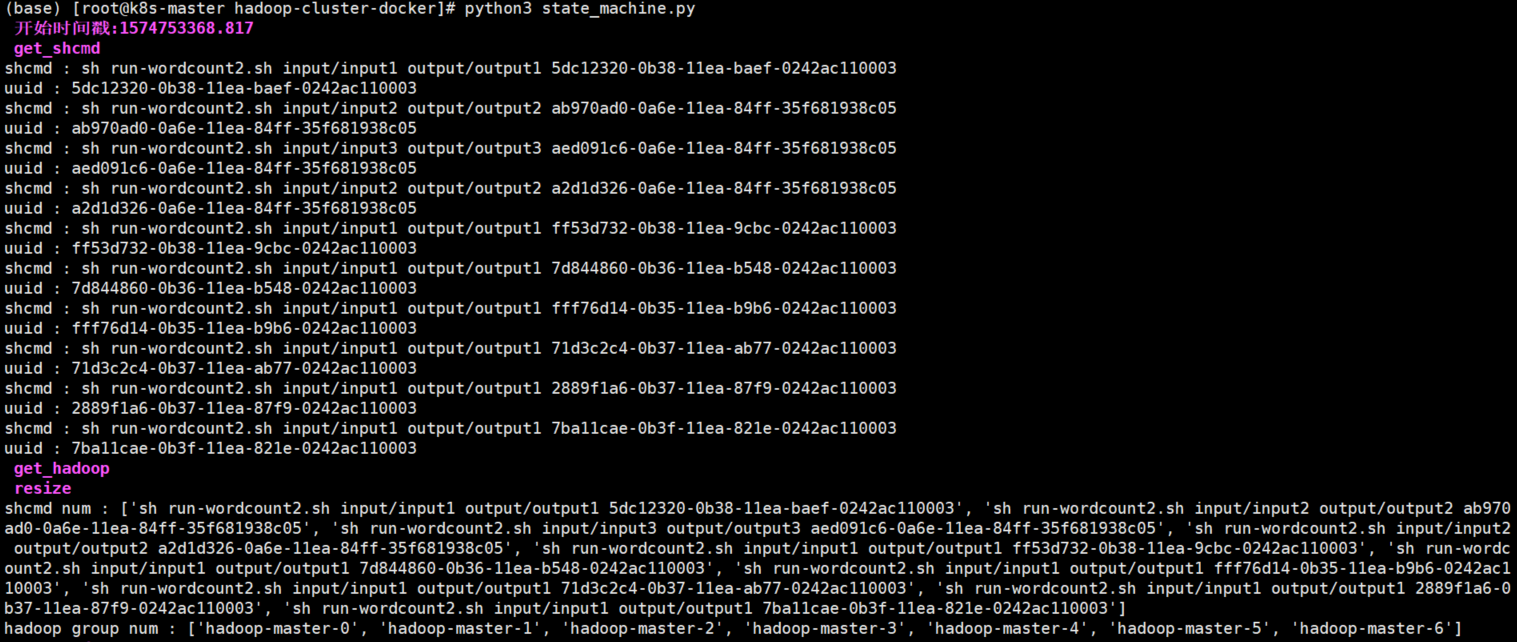 (base) [root@k8s-master hadoop-cluster-docker]# python3 state_machine.py
开始时间戳:1574753368.817
get_shcmd
shcmd : sh run-wordcount2.sh input/input1 output/output1 5dc12320-0b38-11ea-baef-0242ac110003
uuid : 5dc12320-0b38-11ea-baef-0242ac110003
shcmd : sh run-wordcount2.sh input/input2 output/output2 ab970ad0-0a6e-11ea-84ff-35f681938c05
uuid : ab970ad0-0a6e-11ea-84ff-35f681938c05
shcmd : sh run-wordcount2.sh input/input3 output/output3 aed091c6-0a6e-11ea-84ff-35f681938c05
uuid : aed091c6-0a6e-11ea-84ff-35f681938c05
shcmd : sh run-wordcount2.sh input/input2 output/output2 a2d1d326-0a6e-11ea-84ff-35f681938c05
uuid : a2d1d326-0a6e-11ea-84ff-35f681938c05
shcmd : sh run-wordcount2.sh input/input1 output/output1 ff53d732-0b38-11ea-9cbc-0242ac110003
uuid : ff53d732-0b38-11ea-9cbc-0242ac110003
shcmd : sh run-wordcount2.sh input/input1 output/output1 7d844860-0b36-11ea-b548-0242ac110003
uuid : 7d844860-0b36-11ea-b548-0242ac110003
shcmd : sh run-wordcount2.sh input/input1 output/output1 fff76d14-0b35-11ea-b9b6-0242ac110003
uuid : fff76d14-0b35-11ea-b9b6-0242ac110003
shcmd : sh run-wordcount2.sh input/input1 output/output1 71d3c2c4-0b37-11ea-ab77-0242ac110003
uuid : 71d3c2c4-0b37-11ea-ab77-0242ac110003
shcmd : sh run-wordcount2.sh input/input1 output/output1 2889f1a6-0b37-11ea-87f9-0242ac110003
uuid : 2889f1a6-0b37-11ea-87f9-0242ac110003
shcmd : sh run-wordcount2.sh input/input1 output/output1 7ba11cae-0b3f-11ea-821e-0242ac110003
uuid : 7ba11cae-0b3f-11ea-821e-0242ac110003
get_hadoop
resize
shcmd num : ['sh run-wordcount2.sh input/input1 output/output1 5dc12320-0b38-11ea-baef-0242ac110003', 'sh run-wordcount2.sh input/input2 output/output2 ab970
ad0-0a6e-11ea-84ff-35f681938c05', 'sh run-wordcount2.sh input/input3 output/output3 aed091c6-0a6e-11ea-84ff-35f681938c05', 'sh run-wordcount2.sh input/input2
output/output2 a2d1d326-0a6e-11ea-84ff-35f681938c05', 'sh run-wordcount2.sh input/input1 output/output1 ff53d732-0b38-11ea-9cbc-0242ac110003', 'sh run-wordc
ount2.sh input/input1 output/output1 7d844860-0b36-11ea-b548-0242ac110003', 'sh run-wordcount2.sh input/input1 output/output1 fff76d14-0b35-11ea-b9b6-0242ac1
10003', 'sh run-wordcount2.sh input/input1 output/output1 71d3c2c4-0b37-11ea-ab77-0242ac110003', 'sh run-wordcount2.sh input/input1 output/output1 2889f1a6-0
b37-11ea-87f9-0242ac110003', 'sh run-wordcount2.sh input/input1 output/output1 7ba11cae-0b3f-11ea-821e-0242ac110003']
hadoop group num : ['hadoop-master-0', 'hadoop-master-1', 'hadoop-master-2', 'hadoop-master-3', 'hadoop-master-4', 'hadoop-master-5', 'hadoop-master-6']